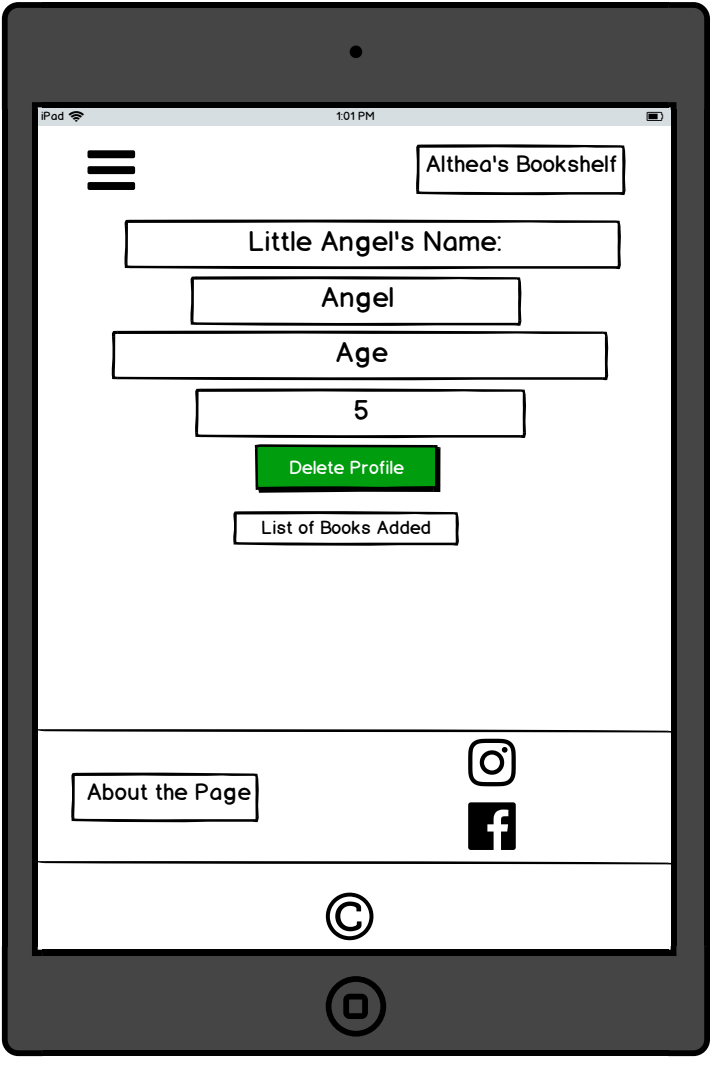 iPad
1:01 PM
Althea's Bookshelf
Little Angel's Name:
Angel
Age
5
Delete Profile
List of Books Added
About the Page
©